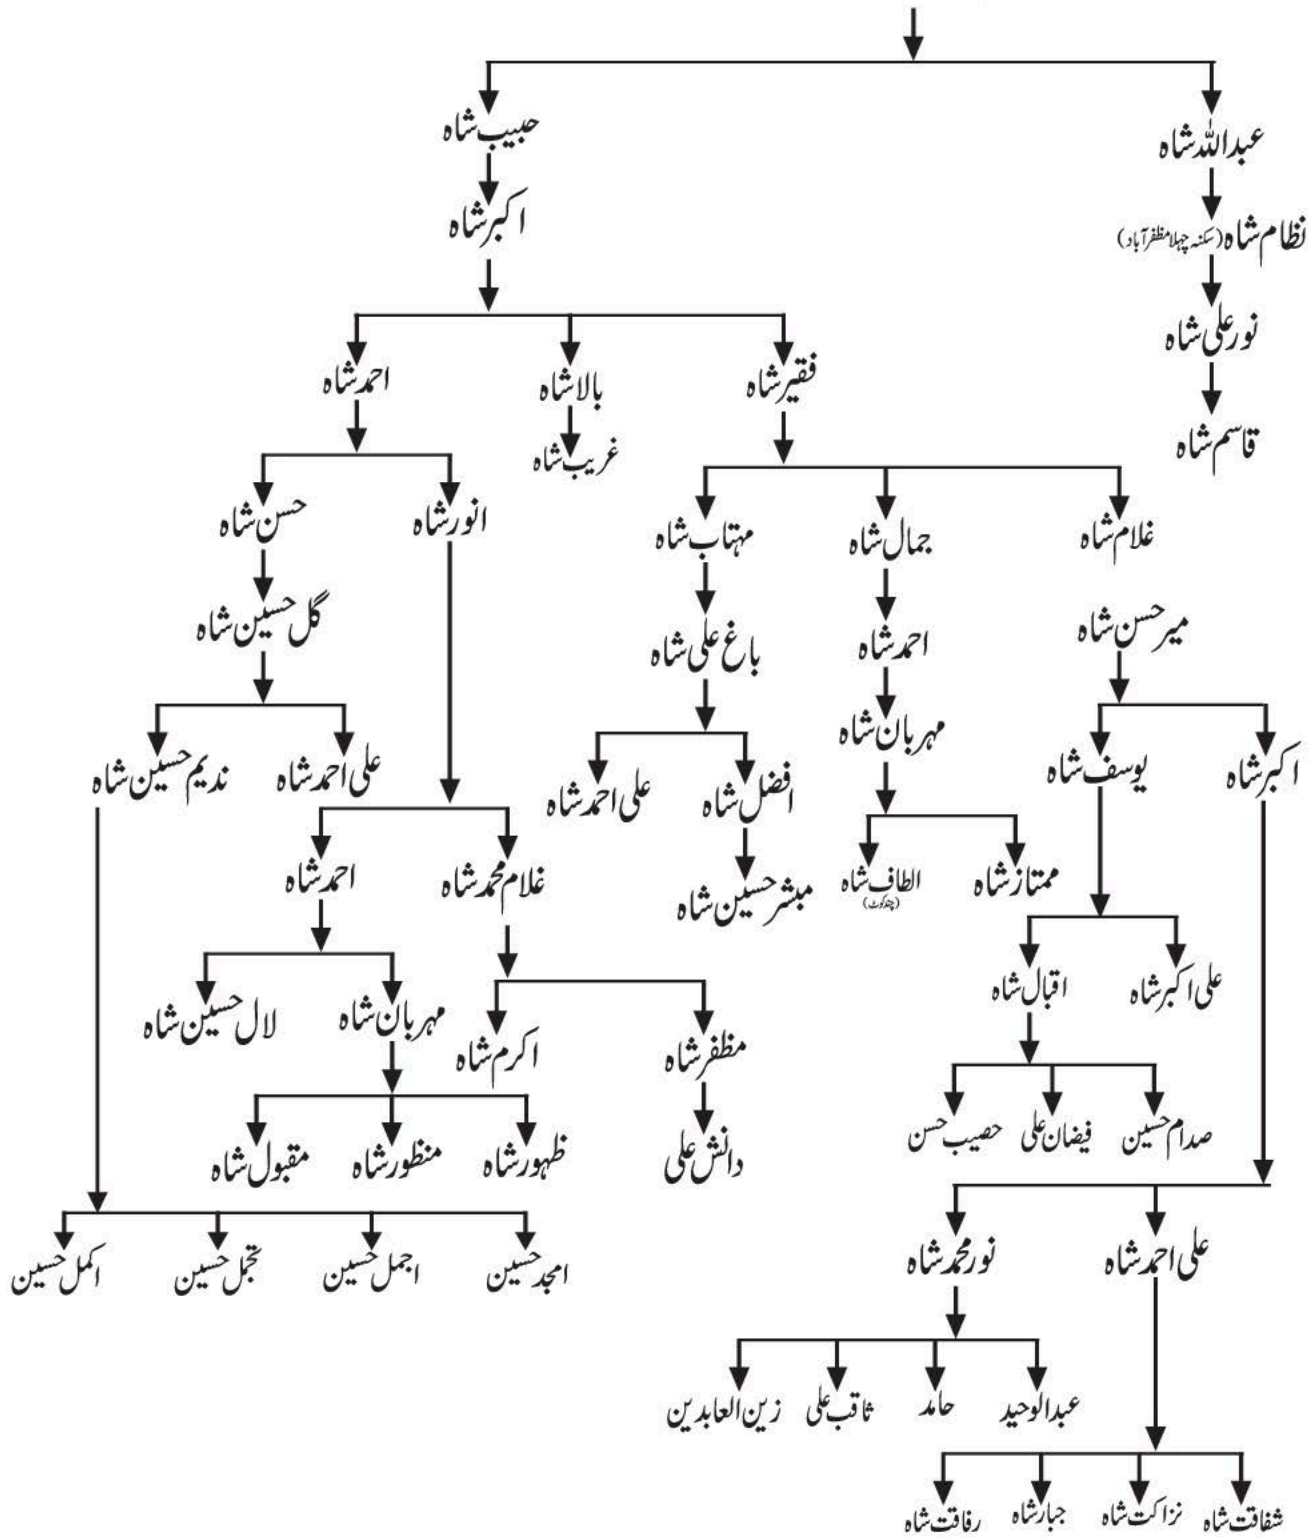 عبداللہ شاہ
حبیب شاہ
نظام شاہ (سکنہ چہلا مظفرآباد)
اکبر شاہ
نور علی شاہ
قاسم شاہ
فقیر شاہ
بالا شاہ
احمد شاہ
غریب شاہ
غلام شاہ
جمال شاہ
مہتاب شاہ
انور شاہ
حسن شاہ
میر حسن شاہ
احمد شاہ
باغ علی شاہ
گل حسین شاہ
مہربان شاہ
اکبر شاہ
یوسف شاہ
افضل شاہ
علی احمد شاہ
علی احمد شاہ
ندیم حسین شاہ
ممتاز شاہ
الطاف شاہ
(چندکوٹ)
مبشر حسین شاہ
غلام محمد شاہ
احمد شاہ
علی اکبر شاہ
اقبال شاہ
مظفر شاہ
اکرم شاہ
مہربان شاہ
لال حسین شاہ
صدام حسین
فیضان علی
حصیب حسن
دانش علی
ظہور شاہ
منظور شاہ
مقبول شاہ
علی احمد شاہ
نور محمد شاہ
امجد حسین
اجمل حسین
تجمل حسین
اکمل حسین
عبدالوحید
حامد
ثاقب علی
زین العابدین
شفاقت شاہ
نزاکت شاہ
جبار شاہ
رفاقت شاہ